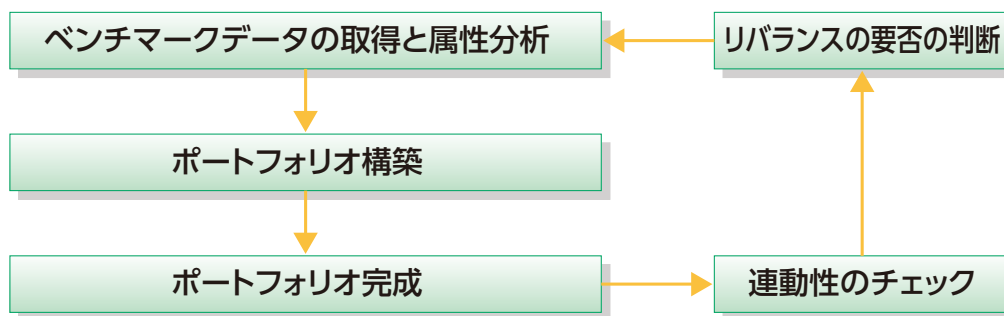 ベンチマークデータの取得と属性分析
リバランスの要否の判断
ポートフォリオ構築
ポートフォリオ完成
連動性のチェック